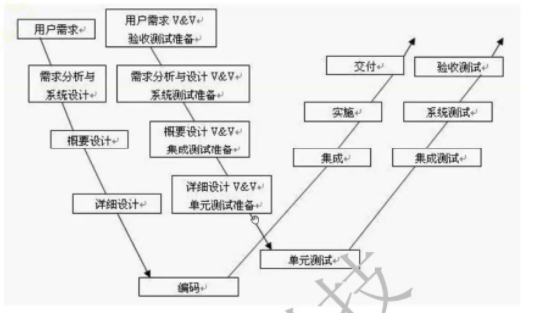 用户需求
用户需求 V&V
验收测试准备
需求分析与
系统设计
需求分析与设计 V&V
系统测试准备
概要设计
概要设计 V&V
集成测试准备
详细设计
详细设计 V&V
单元测试准备
编码
单元测试
集成
集成测试
实施
系统测试
交付
验收测试
技